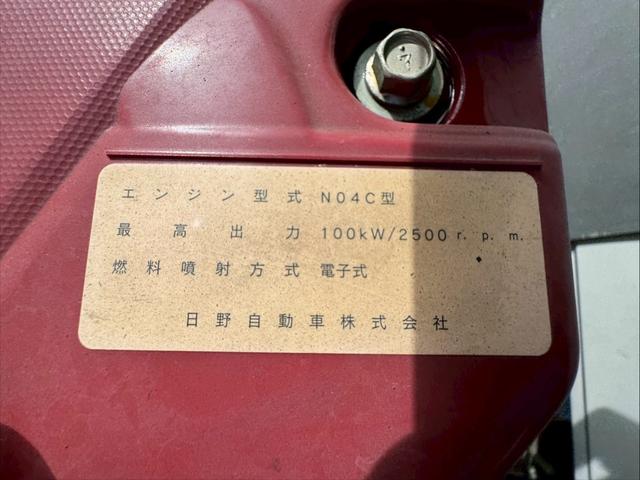 エンジン型式 N04C型
最高出力 100kW/2500 r.p.m.
燃料噴射方式 電子式
日野自動車株式会社